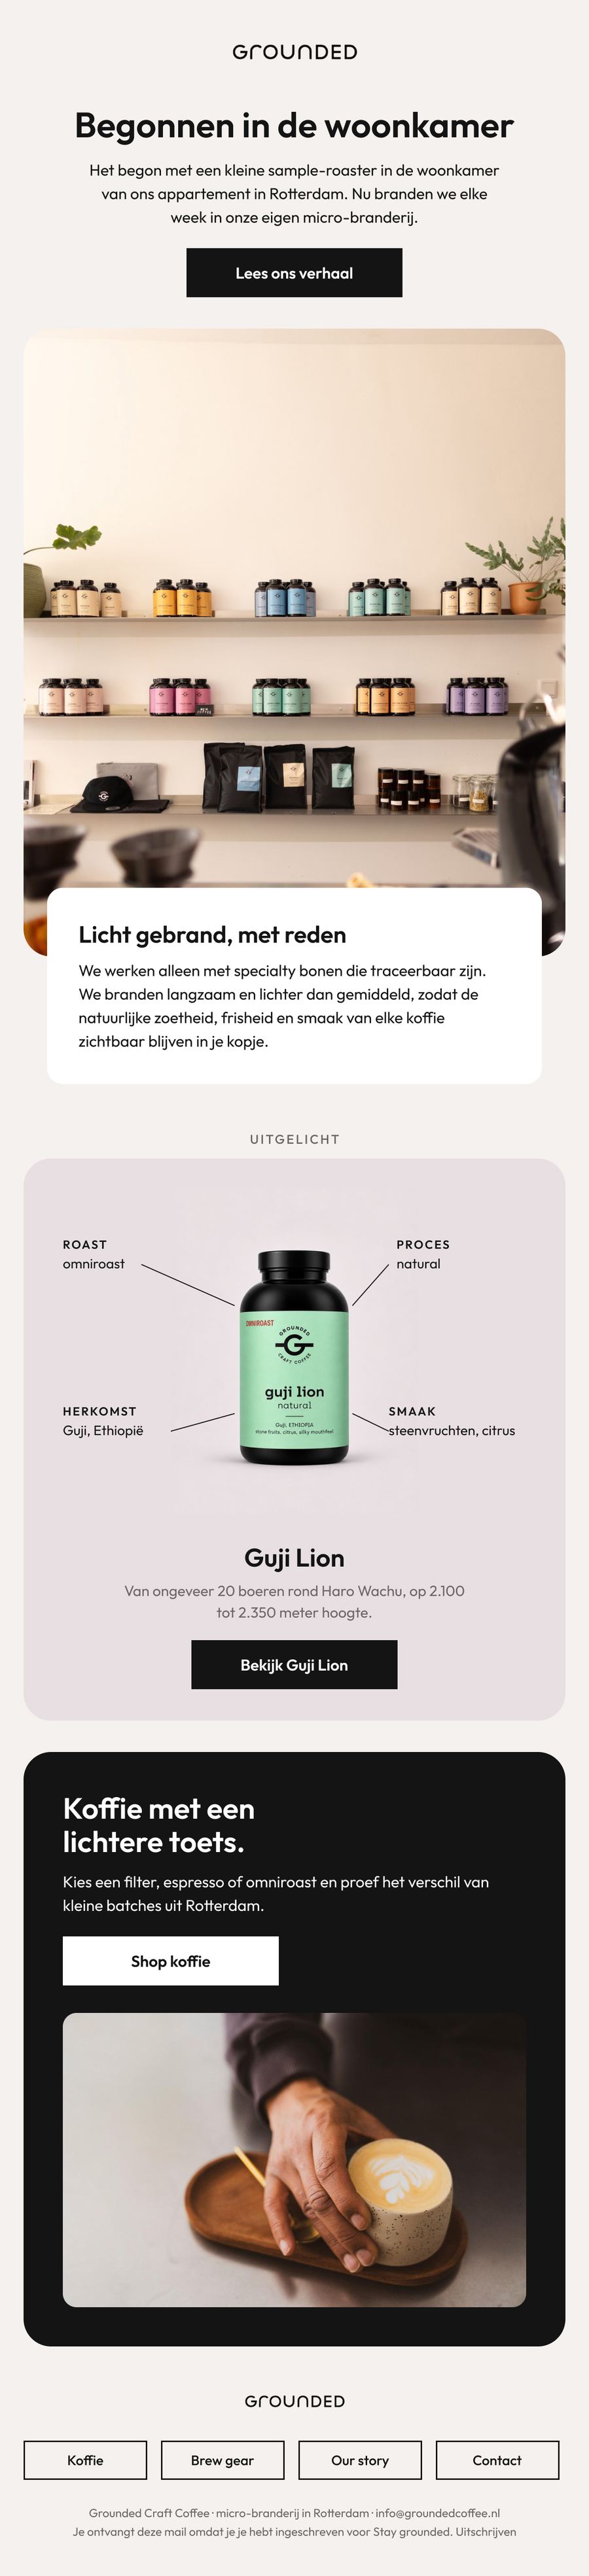 GROUNDED
Begonnen in de woonkamer
Het begon met een kleine sample-roaster in de woonkamer
van ons appartement in Rotterdam. Nu branden we elke
week in onze eigen micro-branderij.
Lees ons verhaal
Licht gebrand, met reden
We werken alleen met specialty bonen die traceerbaar zijn.
We branden langzaam en lichter dan gemiddeld, zodat de
natuurlijke zoetheid, frisheid en smaak van elke koffie
zichtbaar blijven in je kopje.
UITGELICHT
ROAST
omniroast
PROCES
natural
OMNIROAST
GROUNDED
G
CRAFT COFFEE
guji lion
natural
Guji, ETHIOPIA
stone fruits, citrus, silky mouthfeel
HERKOMST
Guji, Ethiopië
SMAAK
steenvruchten, citrus
Guji Lion
Van ongeveer 20 boeren rond Haro Wachu, op 2.100
tot 2.350 meter hoogte.
Bekijk Guji Lion
Koffie met een
lichtere toets.
Kies een filter, espresso of omniroast en proef het verschil van
kleine batches uit Rotterdam.
Shop koffie
GROUNDED
Koffie
Brew gear
Our story
Contact
Grounded Craft Coffee · micro-branderij in Rotterdam · info@groundedcoffee.nl
Je ontvangt deze mail omdat je je hebt ingeschreven voor Stay grounded. Uitschrijven